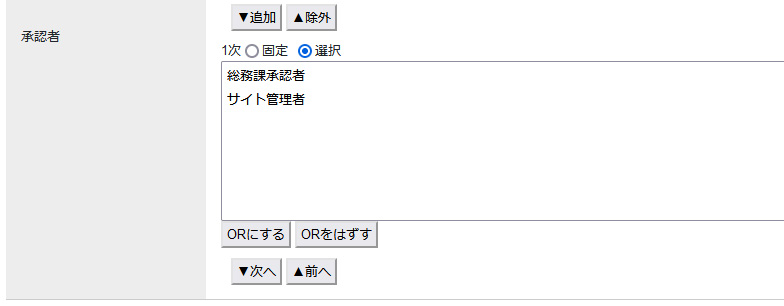 ▼追加 ▲除外
承認者
1次 固定 選択
総務課承認者
サイト管理者
ORにする ORをはずす
▼次へ ▲前へ